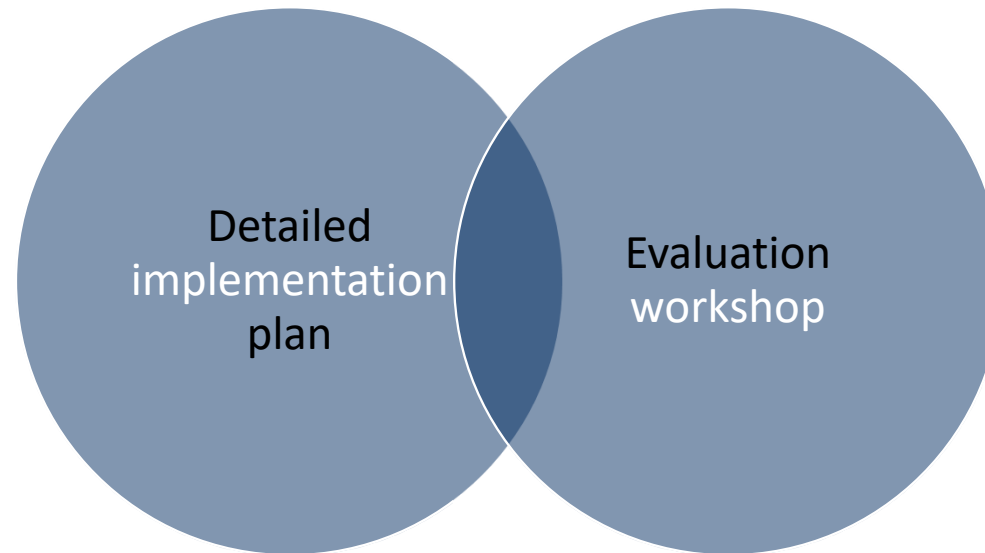 Detailed
implementation
plan
Evaluation
workshop